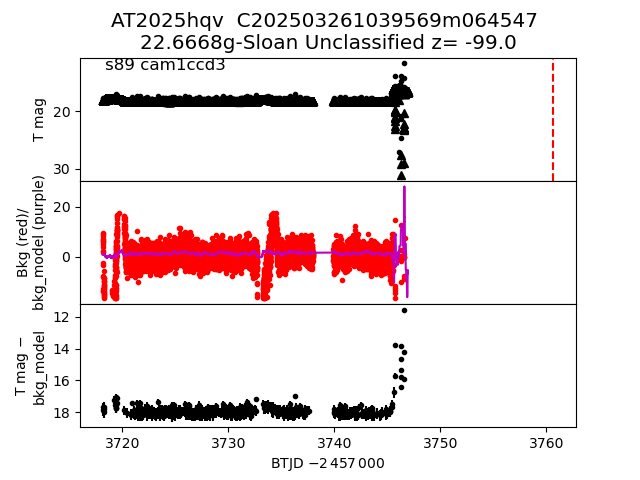 AT2025hqv  C202503261039569m064547
22.6668g-Sloan Unclassified z= -99.0
s89 cam1ccd3
T mag
20
30
Bkg (red)/
bkg_model (purple)
20
0
T mag −
bkg_model
12
14
16
18
3720 3730 3740 3750 3760
BTJD −2 457 000